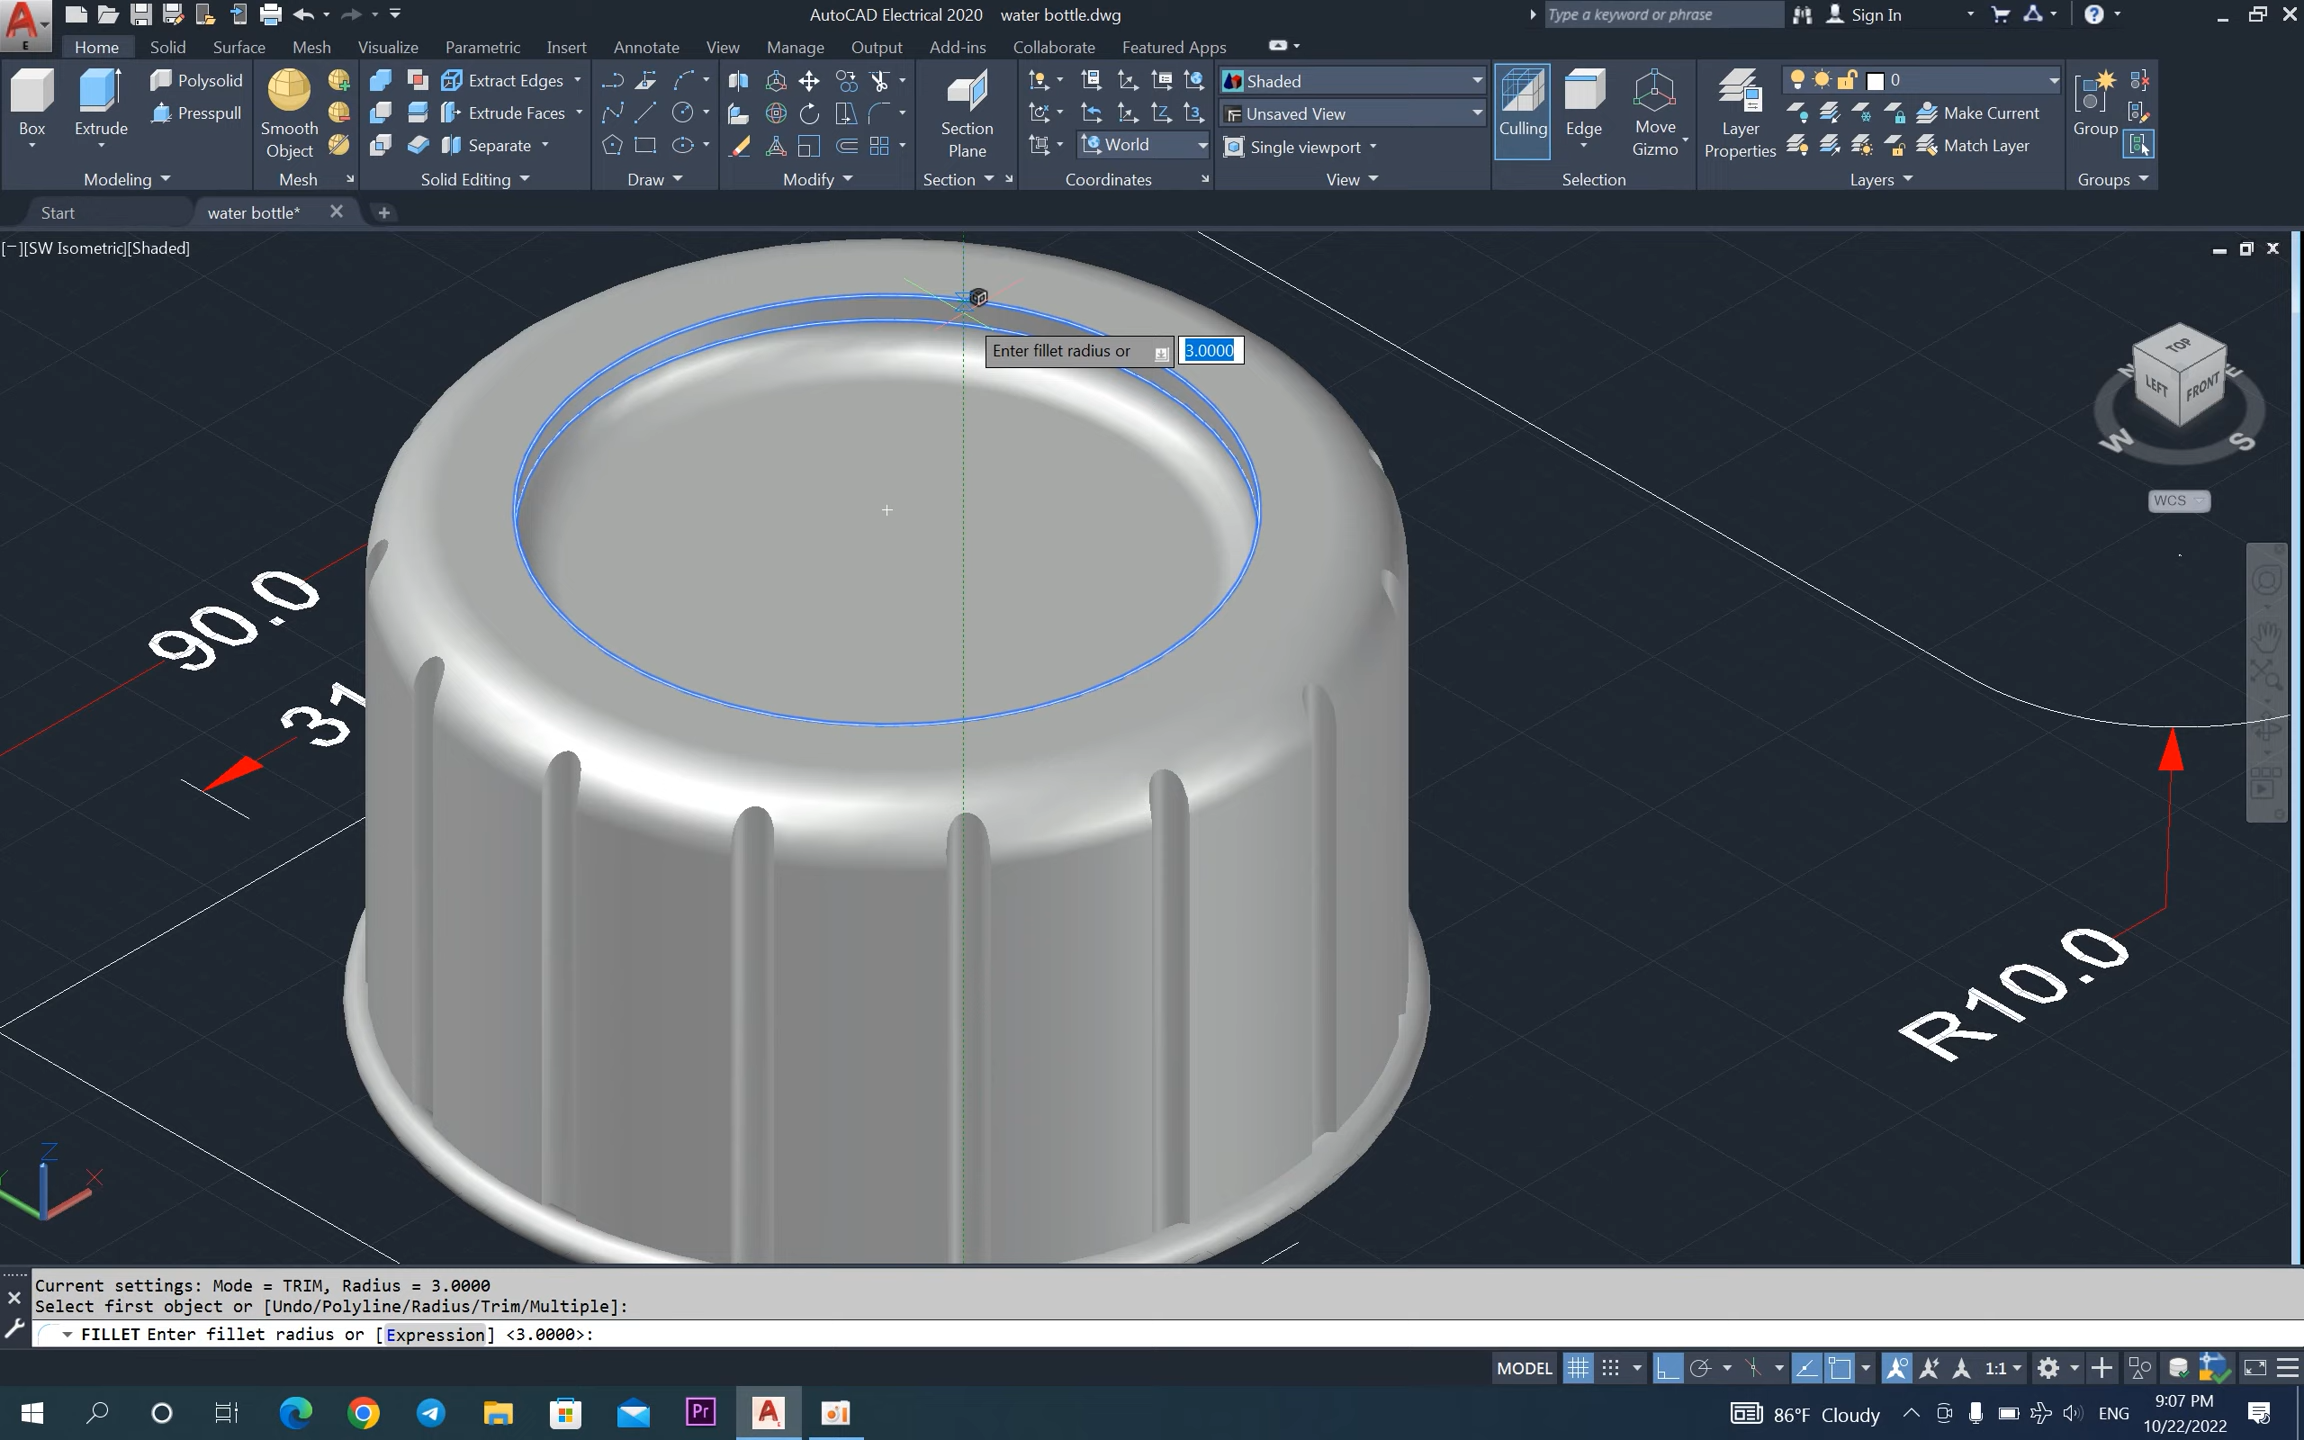 AutoCAD Electrical 2020 water bottle.dwg
Type a keyword or phrase
Sign In
Home Solid Surface Mesh Visualize Parametric Insert Annotate View Manage Output Add-ins Collaborate Featured Apps
Polysolid
Presspull
Box
Extrude
Smooth
Object
Extract Edges
Extrude Faces
Separate
Section
Plane
World
Shaded
Unsaved View
Single viewport
Culling
Edge
Move
Gizmo
Layer
Properties
0
Make Current
Match Layer
Group
Modeling Mesh Solid Editing Draw Modify Section Coordinates View Selection Layers Groups
Start water bottle*
[−][SW Isometric][Shaded]
TOP
LEFT FRONT
N E
W S
WCS
Enter fillet radius or 3.0000
90.0
31
R10.0
Z
X
Y
Current settings: Mode = TRIM, Radius = 3.0000
Select first object or [Undo/Polyline/Radius/Trim/Multiple]:
FILLET Enter fillet radius or [Expression] <3.0000>:
MODEL 1:1
Pr
86°F Cloudy
ENG
9:07 PM
10/22/2022